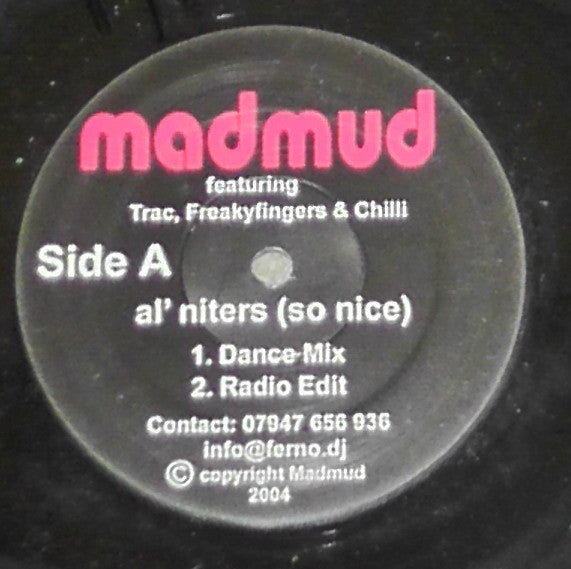 madmud
featuring
Trac, Freakyfingers & Chilli
Side A
al' niters (so nice)
1. Dance Mix
2. Radio Edit
Contact: 07947 656 936
info@ferno.dj
© copyright Madmud
2004